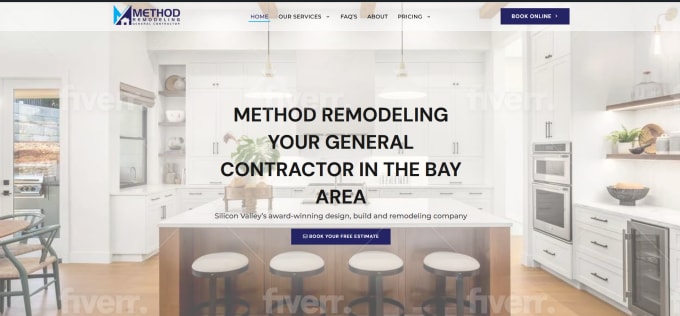 METHOD
REMODELING
GENERAL CONTRACTOR
HOME OUR SERVICES FAQ'S ABOUT PRICING
BOOK ONLINE
METHOD REMODELING
YOUR GENERAL
CONTRACTOR IN THE BAY
AREA
Silicon Valley's award-winning design, build and remodeling company
BOOK YOUR FREE ESTIMATE
fiverr.
fiverr.
fiverr.
fiverr.
fiverr.
fiverr.